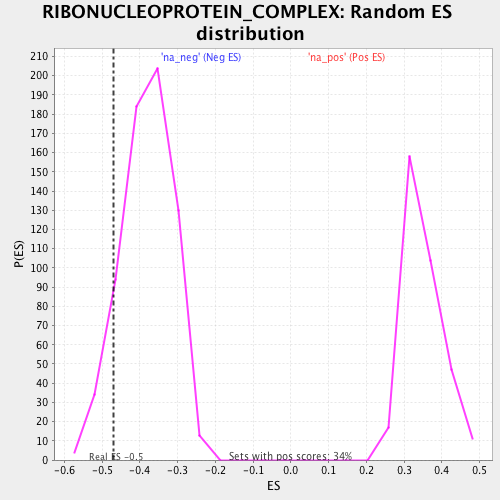 RIBONUCLEOPROTEIN_COMPLEX: Random ES
distribution
'na_neg' (Neg ES)
'na_pos' (Pos ES)
210
200
190
180
170
160
150
140
130
120
110
100
90
80
70
60
50
40
30
20
10
0
P(ES)
Real ES -0.5
Sets with pos scores: 34%
-0.6 -0.5 -0.4 -0.3 -0.2 -0.1 0.0 0.1 0.2 0.3 0.4 0.5
ES